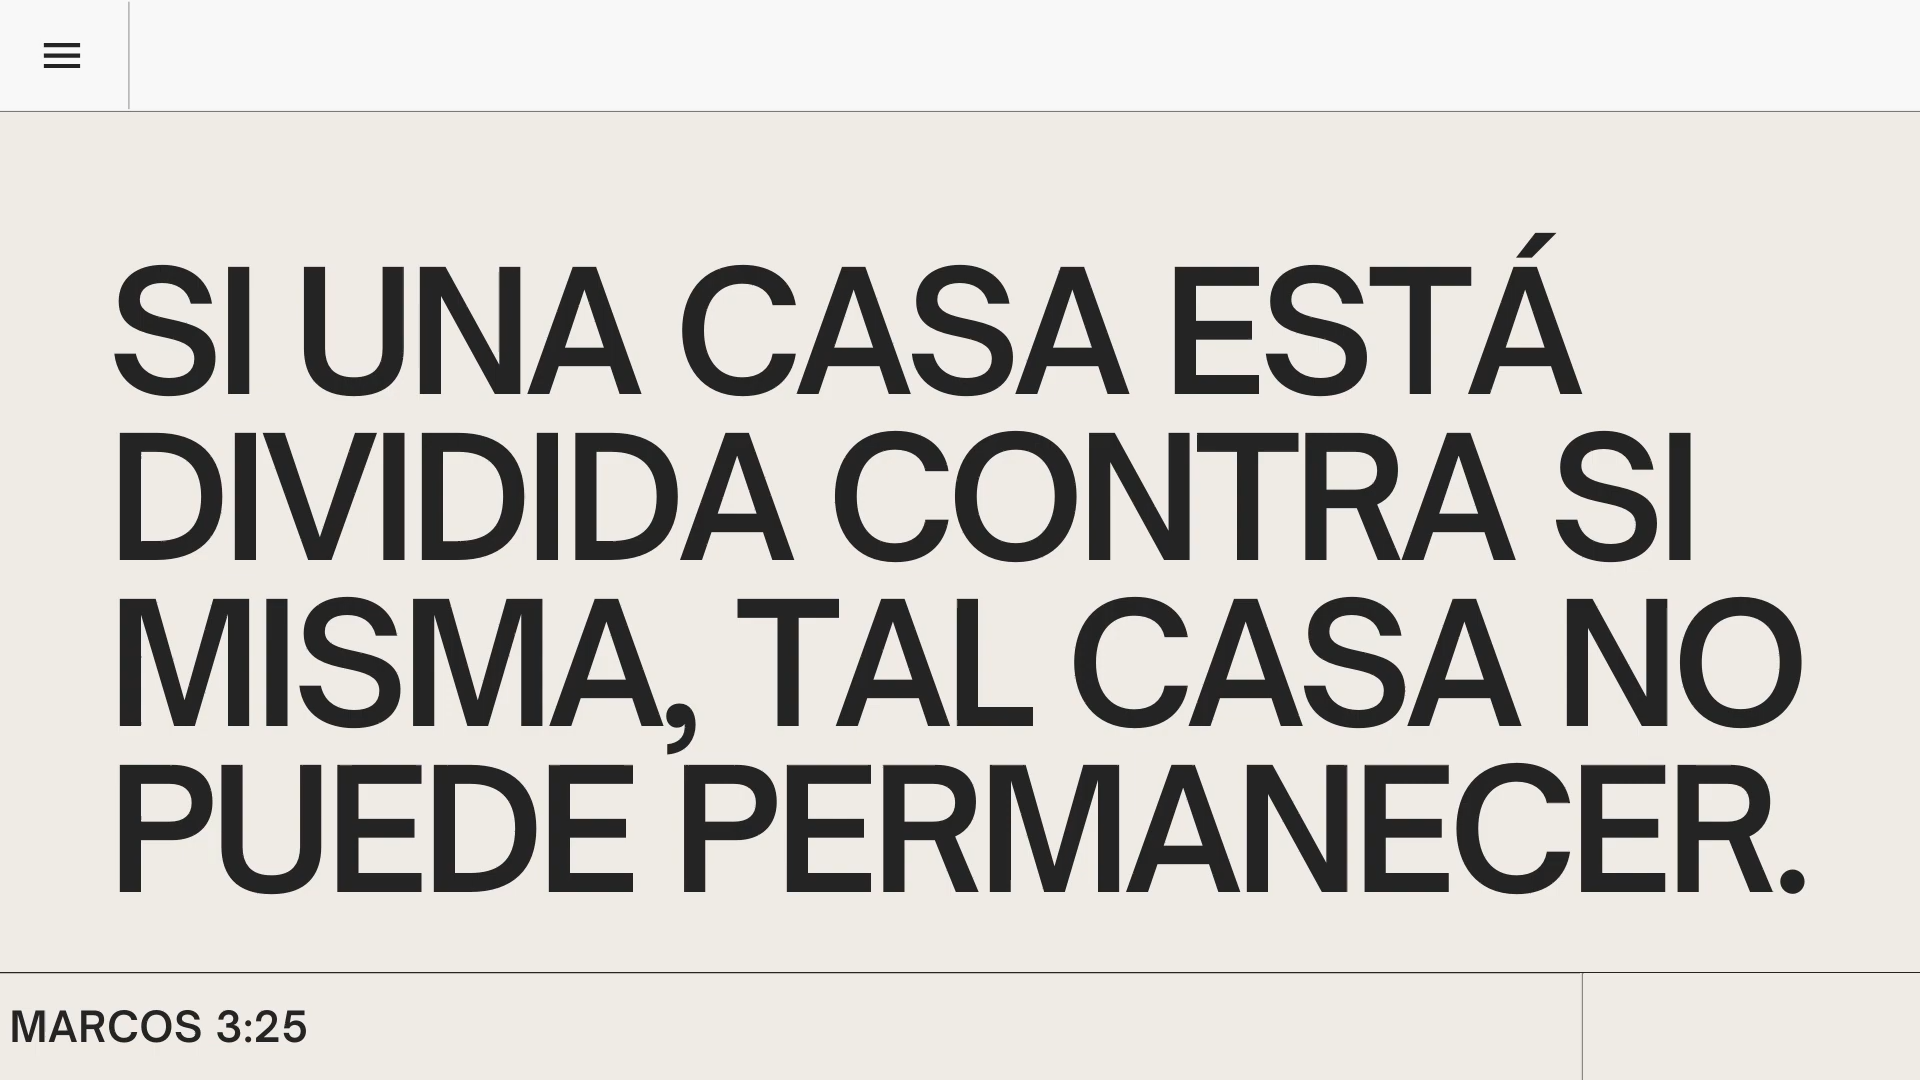 SI UNA CASA ESTÁ
DIVIDIDA CONTRA SI
MISMA, TAL CASA NO
PUEDE PERMANECER.
MARCOS 3:25